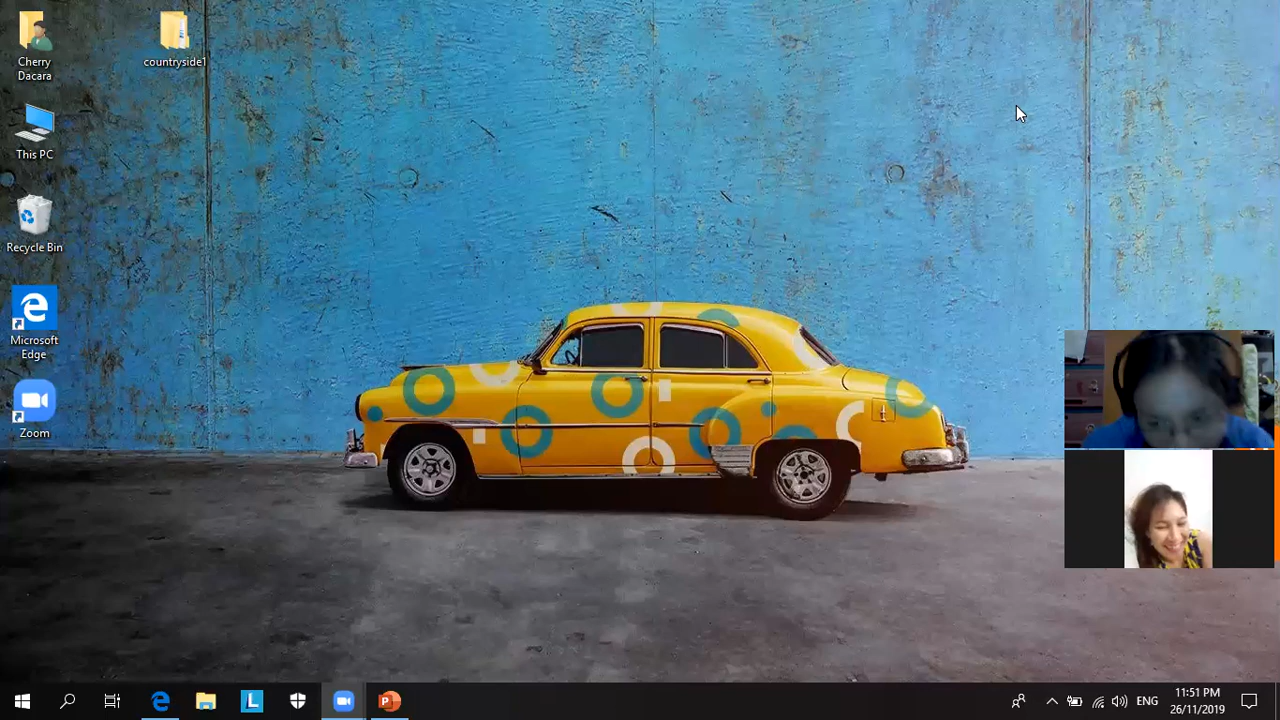 Cherry
Dacara
countryside1
This PC
Recycle Bin
Microsoft
Edge
Zoom
ENG
11:51 PM
26/11/2019